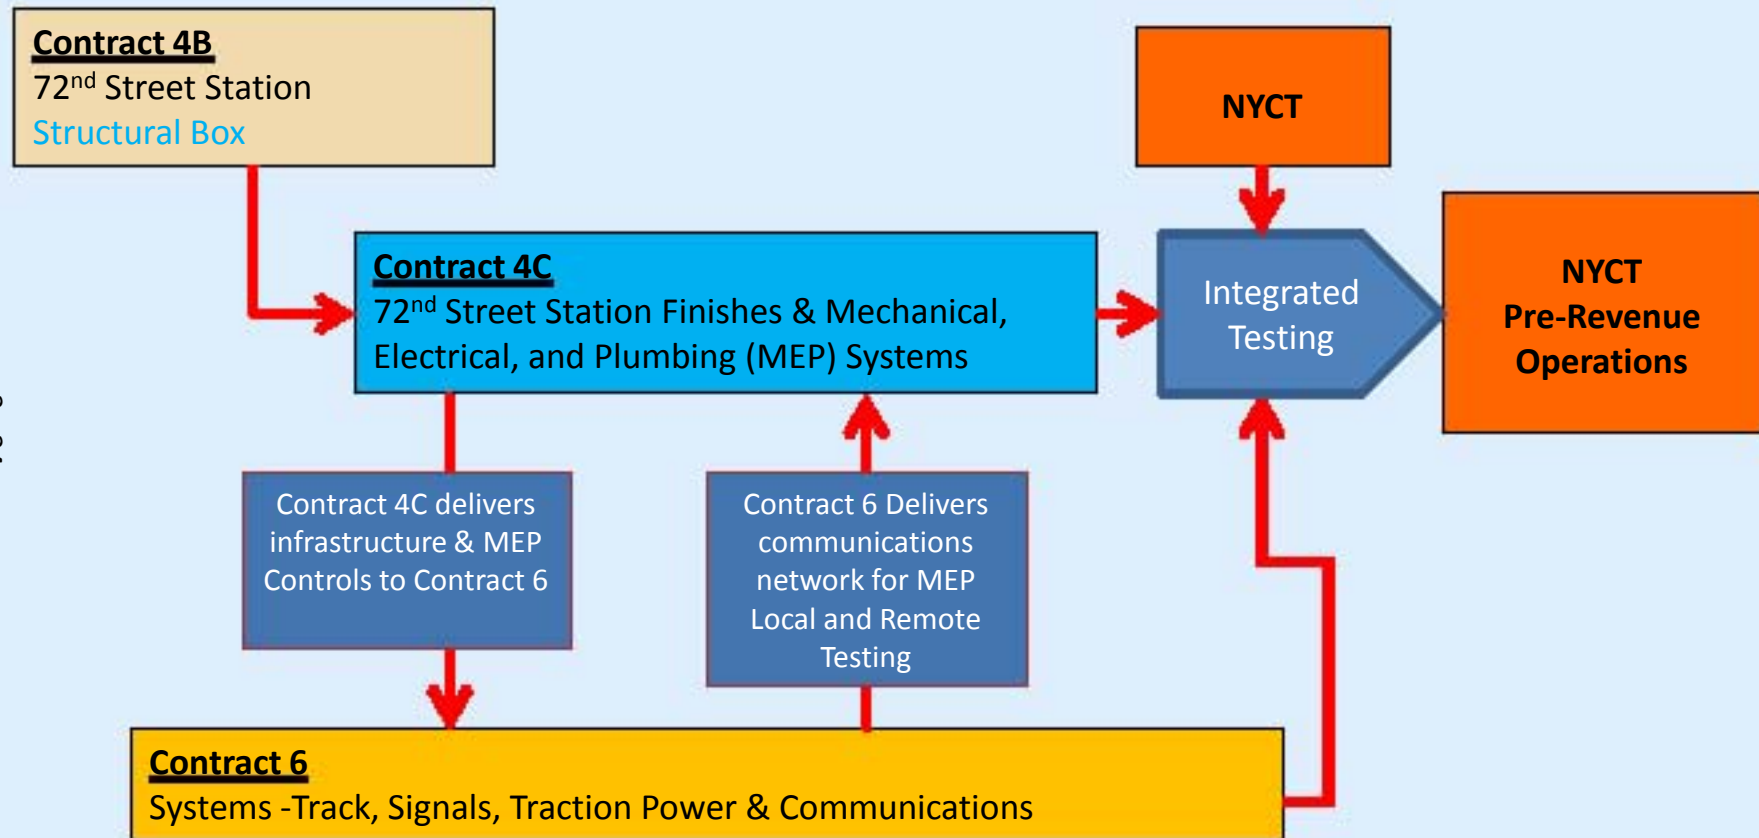 Contract 4B
72nd Street Station
Structural Box
NYCT
Contract 4C
72nd Street Station Finishes & Mechanical,
Electrical, and Plumbing (MEP) Systems
Integrated
Testing
NYCT
Pre-Revenue
Operations
Contract 4C delivers
infrastructure & MEP
Controls to Contract 6
Contract 6 Delivers
communications
network for MEP
Local and Remote
Testing
Contract 6
Systems -Track, Signals, Traction Power & Communications